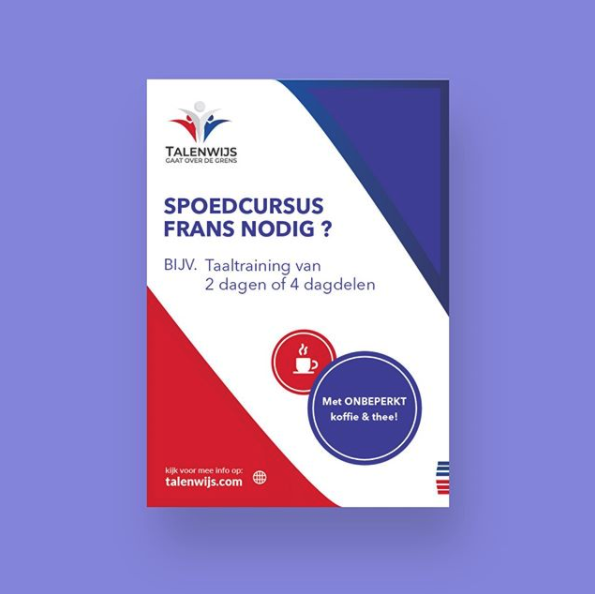 TALENWIJS
GAAT OVER DE GRENS
SPOEDCURSUS
FRANS NODIG ?
BIJV. Taaltraining van
2 dagen of 4 dagdelen
Met ONBEPERKT
koffie & thee!
kijk voor mee info op:
talenwijs.com